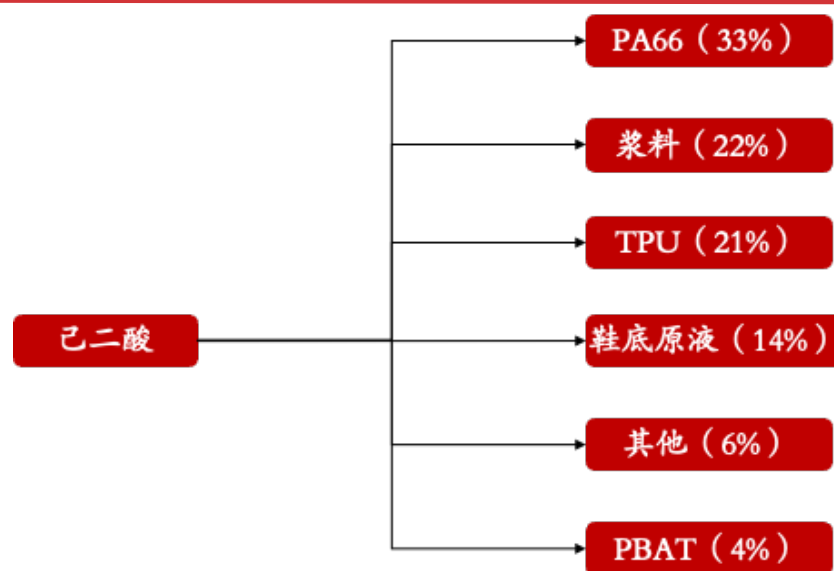 PA66（33%）
浆料（22%）
TPU（21%）
己二酸
鞋底原液（14%）
其他（6%）
PBAT（4%）